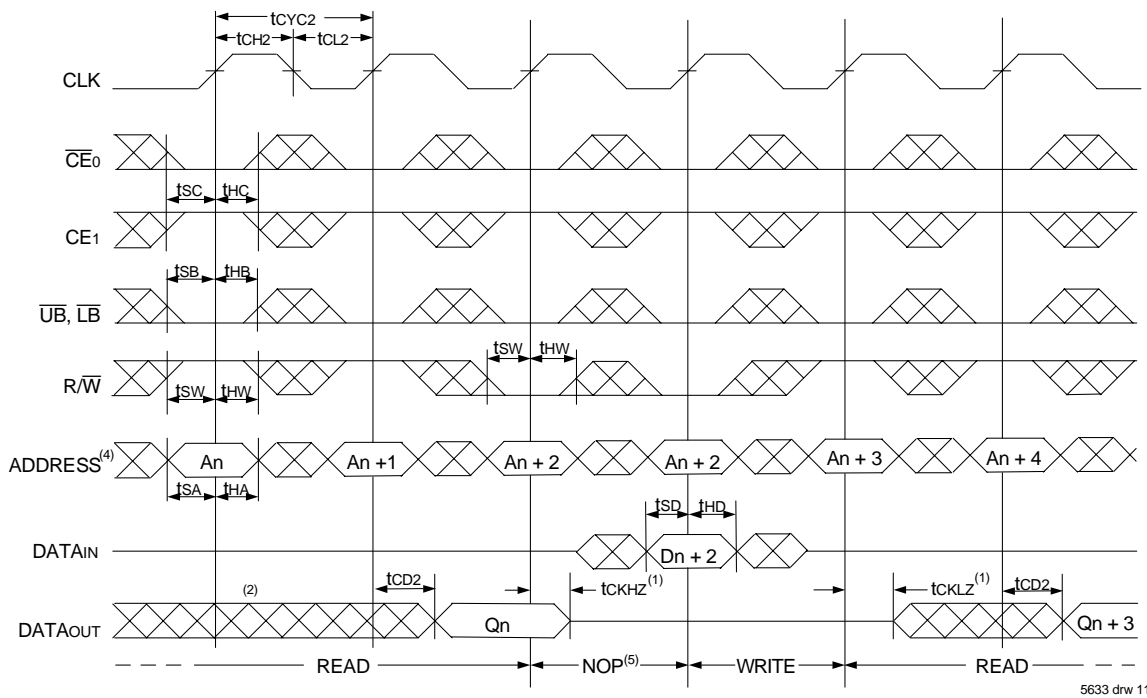 tCYC2
tCH2 tCL2
CLK
CE0
tSC tHC
CE1
tSB tHB
UB, LB
tSW tHW
R/W
tSW tHW
ADDRESS(4) An An +1 An + 2 An + 2 An + 3 An + 4
tSA tHA
tSD tHD
DATAIN Dn + 2
tCD2 tCKHZ(1) tCKLZ(1) tCD2
(2)
DATAOUT Qn Qn + 3
READ NOP(5) WRITE READ
5633 drw 11